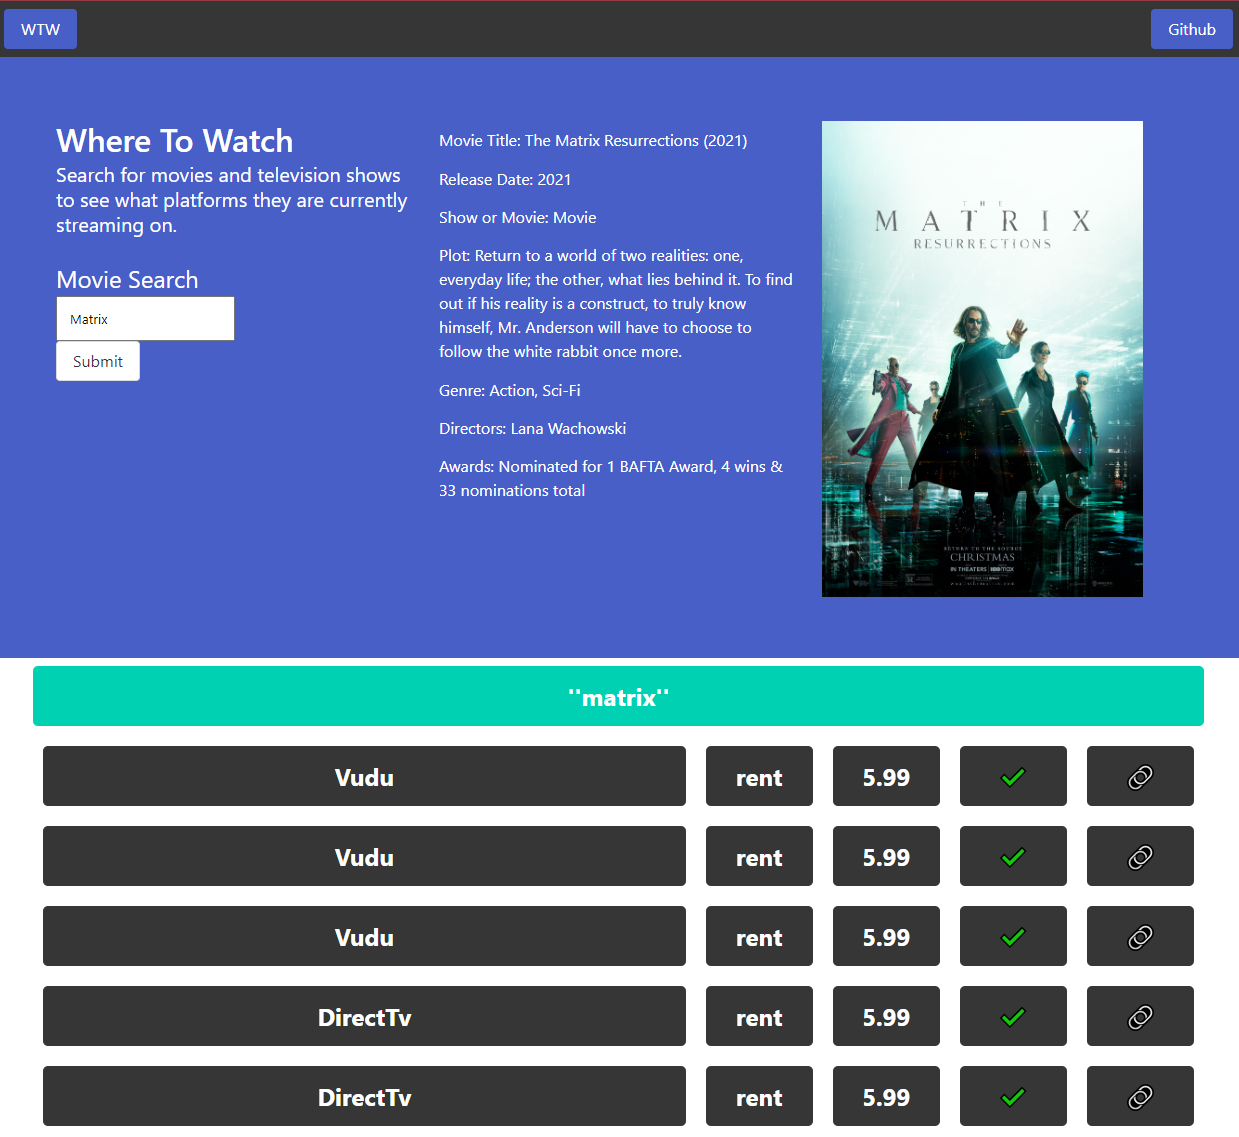 WTW
Github
Where To Watch
Search for movies and television shows
to see what platforms they are currently
streaming on.
Movie Search
Matrix
Submit
Movie Title: The Matrix Resurrections (2021)
Release Date: 2021
Show or Movie: Movie
Plot: Return to a world of two realities: one,
everyday life; the other, what lies behind it. To find
out if his reality is a construct, to truly know
himself, Mr. Anderson will have to choose to
follow the white rabbit once more.
Genre: Action, Sci-Fi
Directors: Lana Wachowski
Awards: Nominated for 1 BAFTA Award, 4 wins &
33 nominations total
THE
MATRIX
RESURRECTIONS
RETURN TO THE SOURCE
CHRISTMAS
IN THEATERS HBOMAX
"matrix"
Vudu rent 5.99
Vudu rent 5.99
Vudu rent 5.99
DirectTv rent 5.99
DirectTv rent 5.99